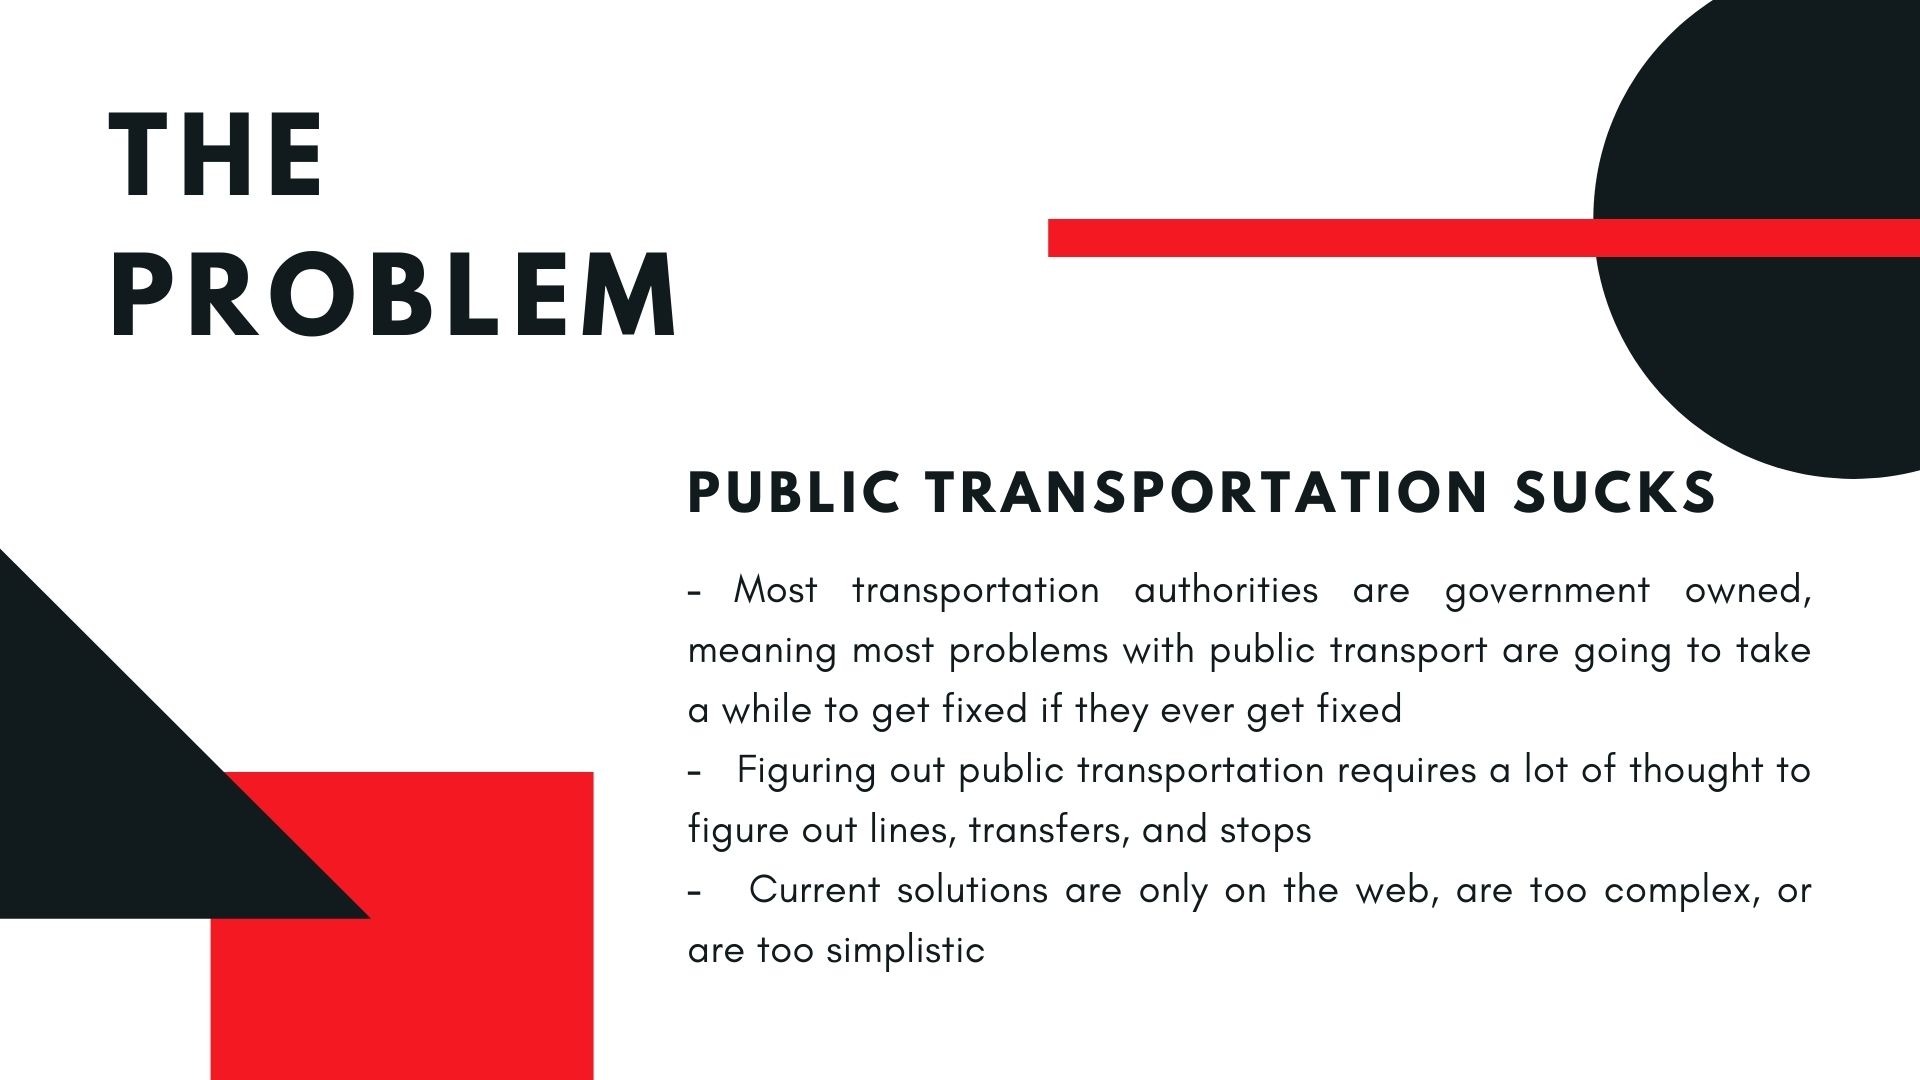 THE
PROBLEM
PUBLIC TRANSPORTATION SUCKS
- Most transportation authorities are government owned,
meaning most problems with public transport are going to take
a while to get fixed if they ever get fixed
- Figuring out public transportation requires a lot of thought to
figure out lines, transfers, and stops
- Current solutions are only on the web, are too complex, or
are too simplistic